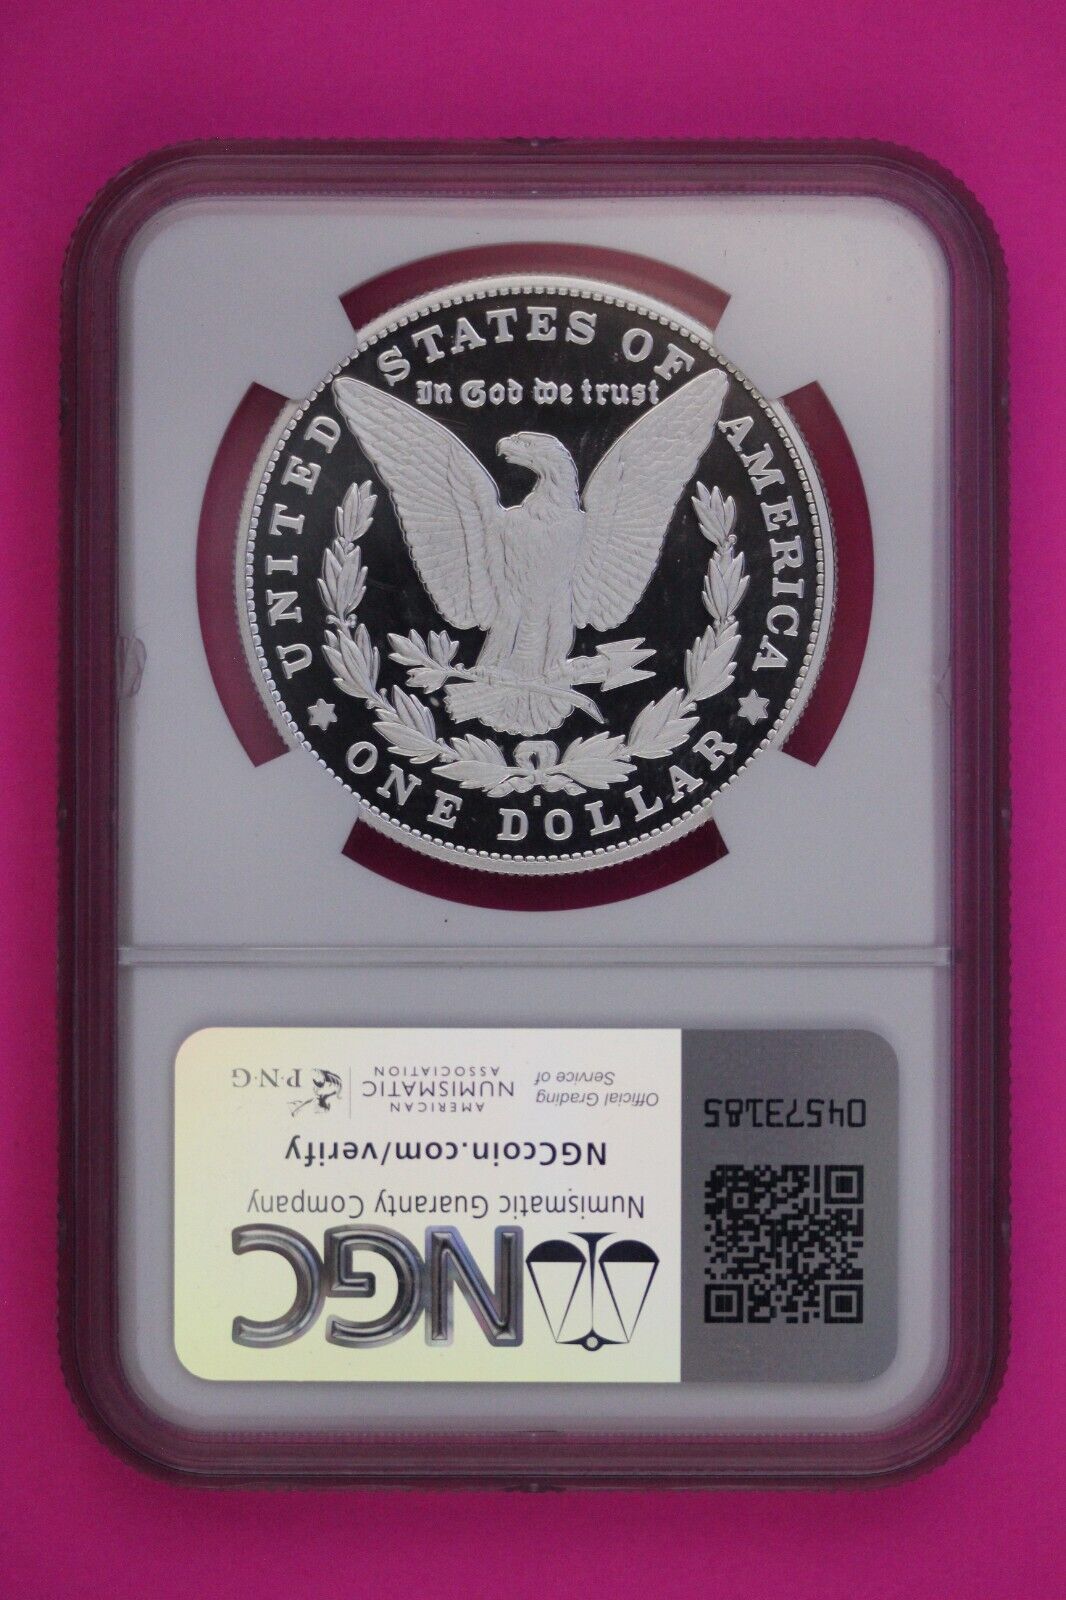 UNITED STATES OF AMERICA
In God we trust
ONE DOLLAR
S
NGC
Numismatic Guaranty Company
NGCcoin.com/verify
Official Grading
Service of
AMERICAN
NUMISMATIC
ASSOCIATION
P·N·G
04573185